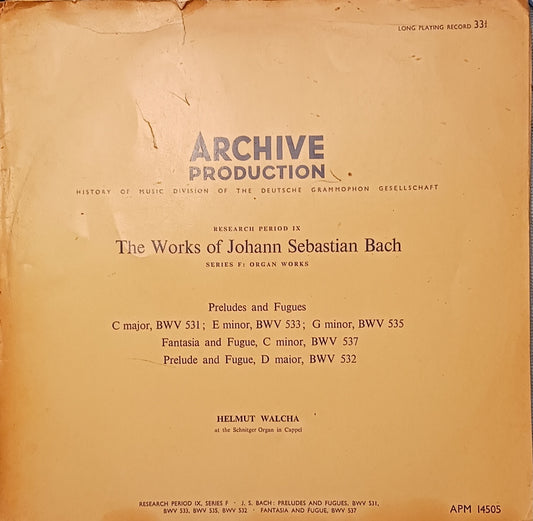 LONG PLAYING RECORD 33⅓
ARCHIVE
PRODUCTION
HISTORY OF MUSIC DIVISION OF THE DEUTSCHE GRAMMOPHON GESELLSCHAFT
RESEARCH PERIOD IX
The Works of Johann Sebastian Bach
SERIES F: ORGAN WORKS
Preludes and Fugues
C major, BWV 531; E minor, BWV 533; G minor, BWV 535
Fantasia and Fugue, C minor, BWV 537
Prelude and Fugue, D major, BWV 532
HELMUT WALCHA
at the Schnitger Organ in Cappel
RESEARCH PERIOD IX, SERIES F · J. S. BACH: PRELUDES AND FUGUES, BWV 531,
BWV 533, BWV 535, BWV 532 · FANTASIA AND FUGUE, BWV 537
APM 14505